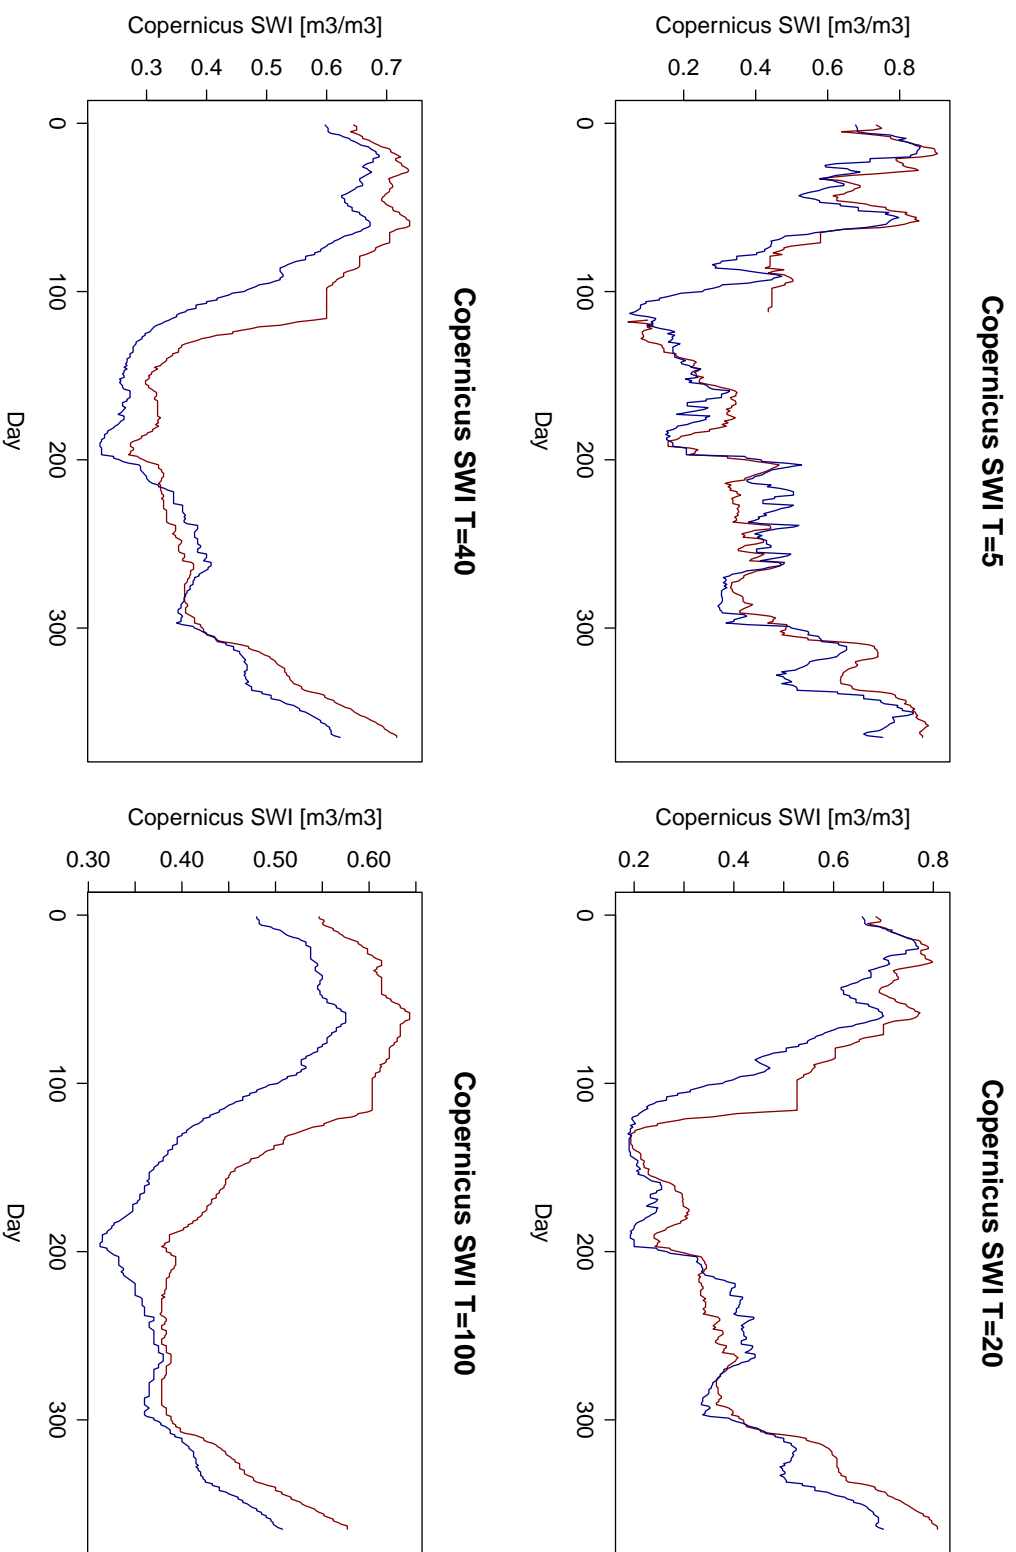 Copernicus SWI T=5
Copernicus SWI [m3/m3]
0.2 0.4 0.6 0.8
0 100 200 300
Day
Copernicus SWI T=20
Copernicus SWI [m3/m3]
0.2 0.4 0.6 0.8
0 100 200 300
Day
Copernicus SWI T=40
Copernicus SWI [m3/m3]
0.3 0.4 0.5 0.6 0.7
0 100 200 300
Day
Copernicus SWI T=100
Copernicus SWI [m3/m3]
0.30 0.40 0.50 0.60
0 100 200 300
Day